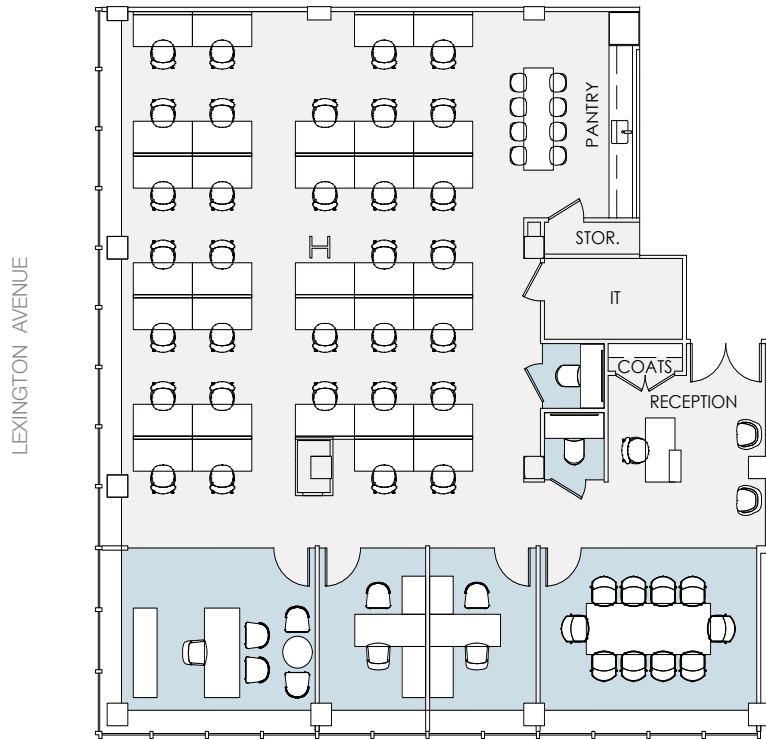 PANTRY
STOR.
IT
COATS
RECEPTION
LEXINGTON AVENUE